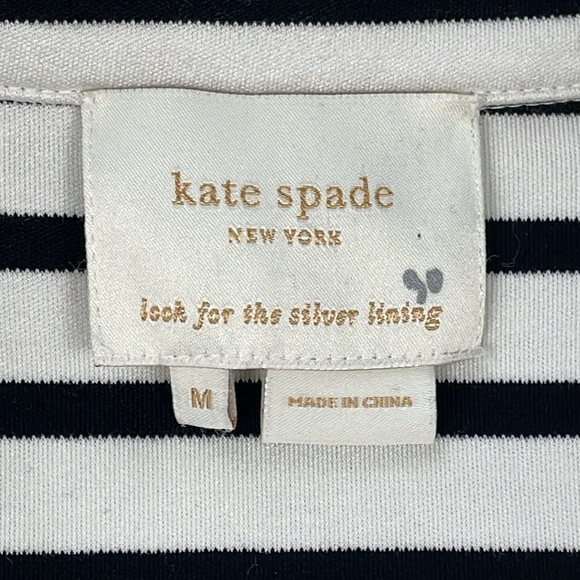 kate spade
NEW YORK
look for the silver lining
M
MADE IN CHINA